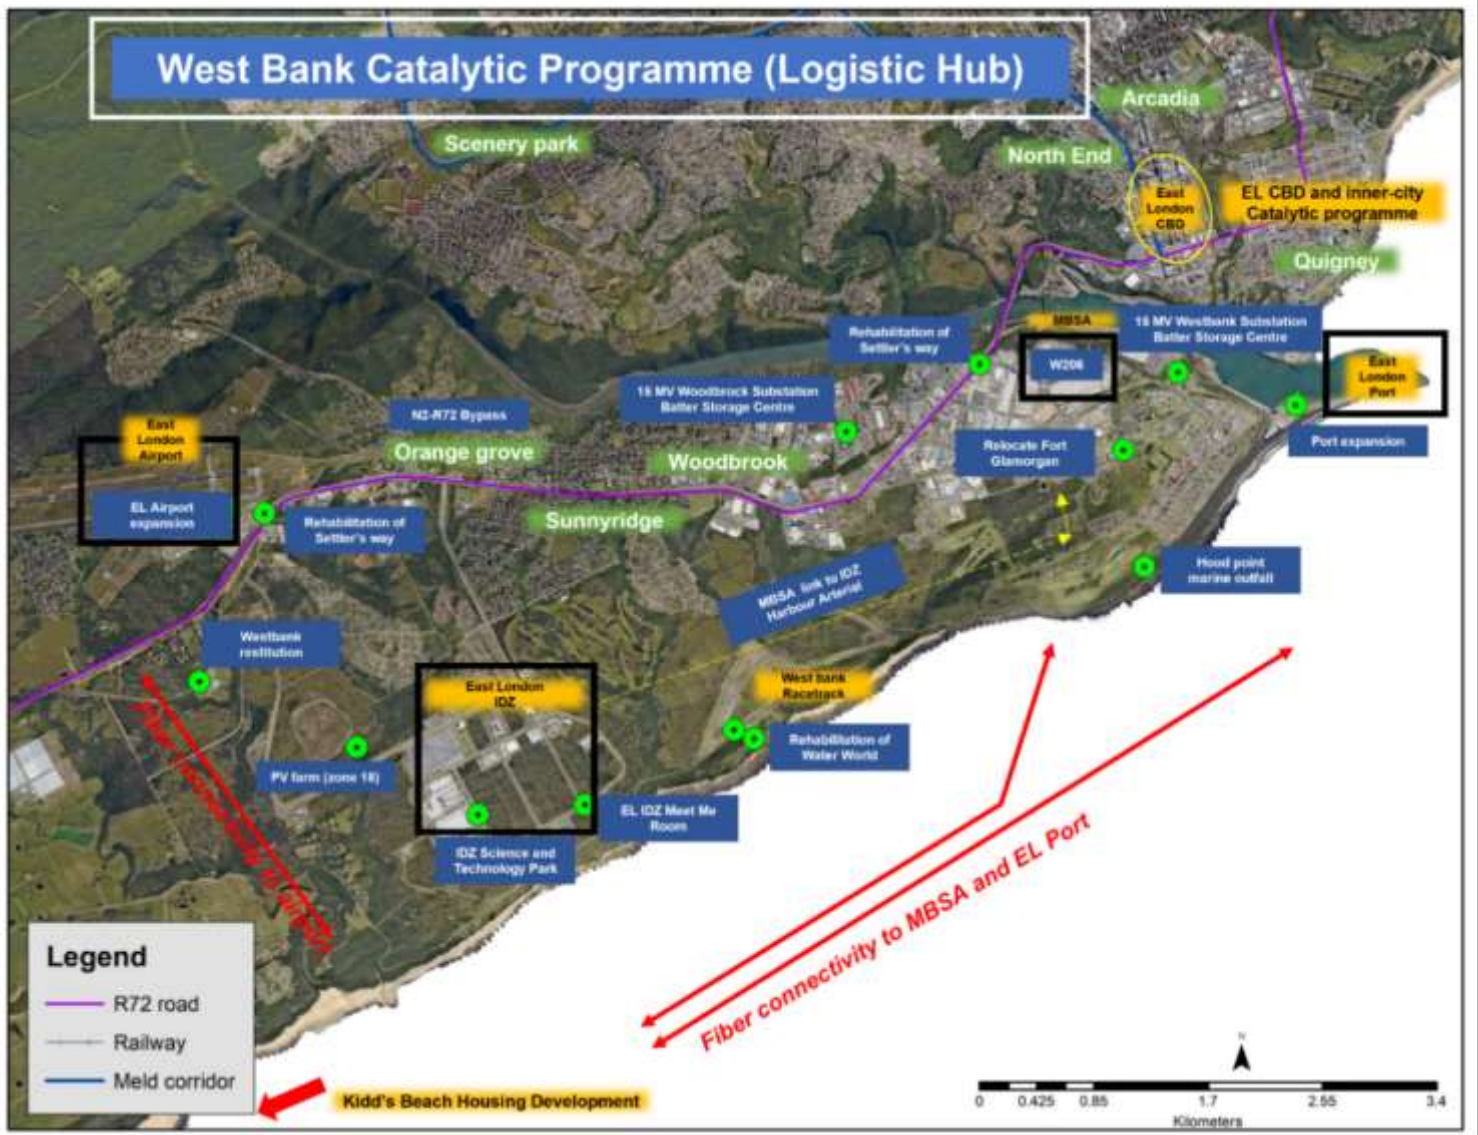 West Bank Catalytic Programme (Logistic Hub)
Arcadia
Scenery park
North End
East
London
CBD
EL CBD and inner-city
Catalytic programme
Quigney
Rehabilitation of
Settler's way
MBSA
W206
15 MV Westbank Substation
Batter Storage Centre
East
London
Port
Port expansion
15 MV Woodbrock Substation
Batter Storage Centre
N2-R72 Bypass
East
London
Airport
EL Airport
expansion
Orange grove
Woodbrook
Relocate Fort
Glamorgan
Rehabilitation of
Settler's way
Sunnyridge
MBSA link to IDZ
Harbour Arterial
Hood point
marine outfall
Westbank
restitution
East London
IDZ
West bank
Racetrack
Rehabilitation of
Water World
PV farm (zone 18)
EL IDZ Meet Me
Room
IDZ Science and
Technology Park
Fiber connectivity to airport
Fiber connectivity to MBSA and EL Port
Legend
R72 road
Railway
Meld corridor
Kidd's Beach Housing Development
N
0 0.425 0.85 1.7 2.55 3.4
Kilometers